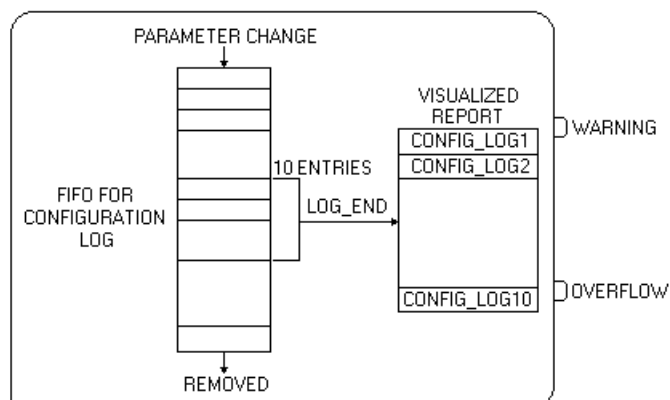 PARAMETER CHANGE
VISUALIZED
REPORT
CONFIG_LOG1
CONFIG_LOG2
WARNING
10 ENTRIES
FIFO FOR
CONFIGURATION
LOG
LOG_END
CONFIG_LOG10
OVERFLOW
REMOVED